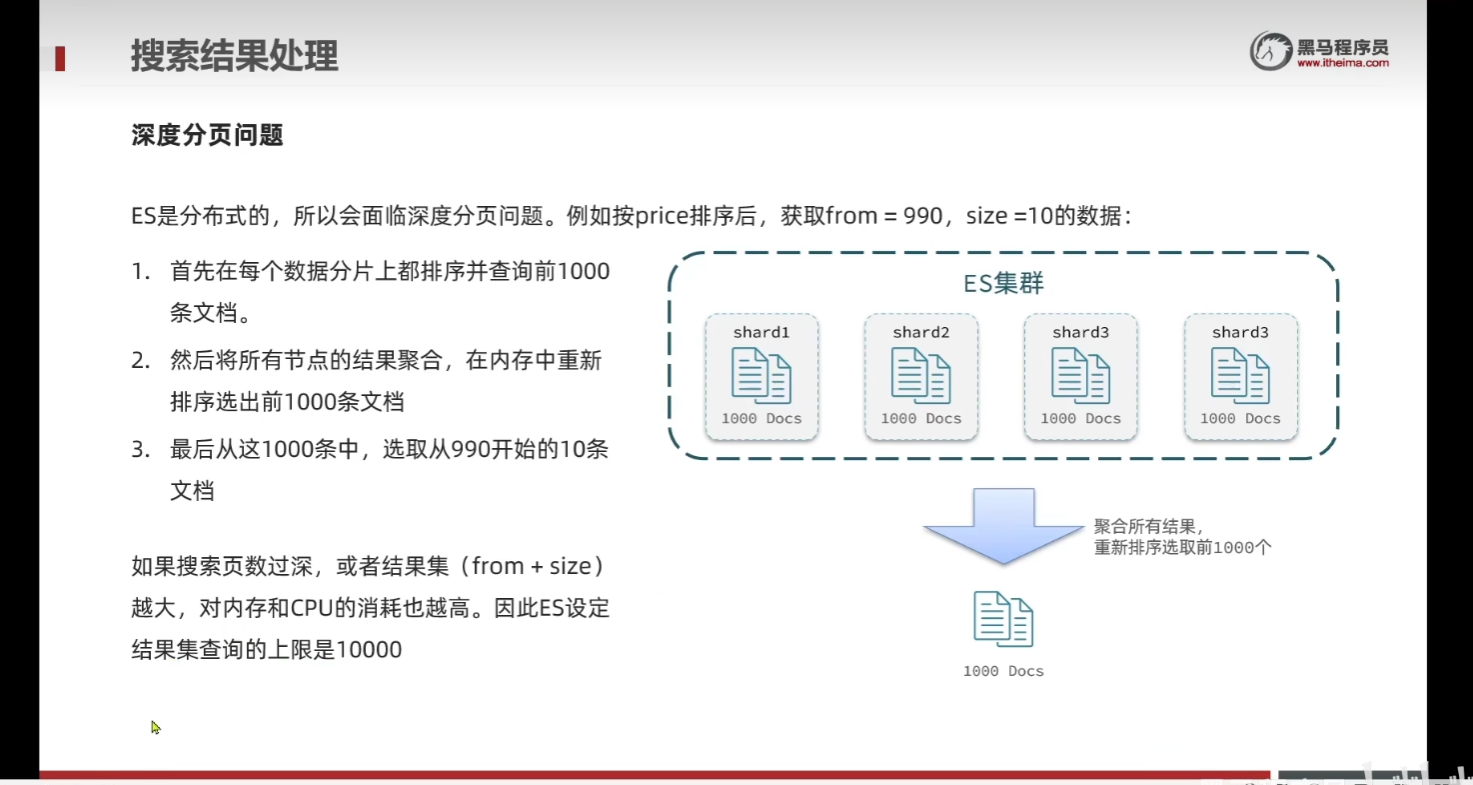 搜索结果处理
黑马程序员
www.itheima.com
深度分页问题
ES是分布式的，所以会面临深度分页问题。例如按price排序后，获取from = 990，size =10的数据：
1. 首先在每个数据分片上都排序并查询前1000
条文档。
2. 然后将所有节点的结果聚合，在内存中重新
排序选出前1000条文档
3. 最后从这1000条中，选取从990开始的10条
文档
如果搜索页数过深，或者结果集（from + size）
越大，对内存和CPU的消耗也越高。因此ES设定
结果集查询的上限是10000
ES集群
shard1
1000 Docs
shard2
1000 Docs
shard3
1000 Docs
shard3
1000 Docs
聚合所有结果，
重新排序选取前1000个
1000 Docs